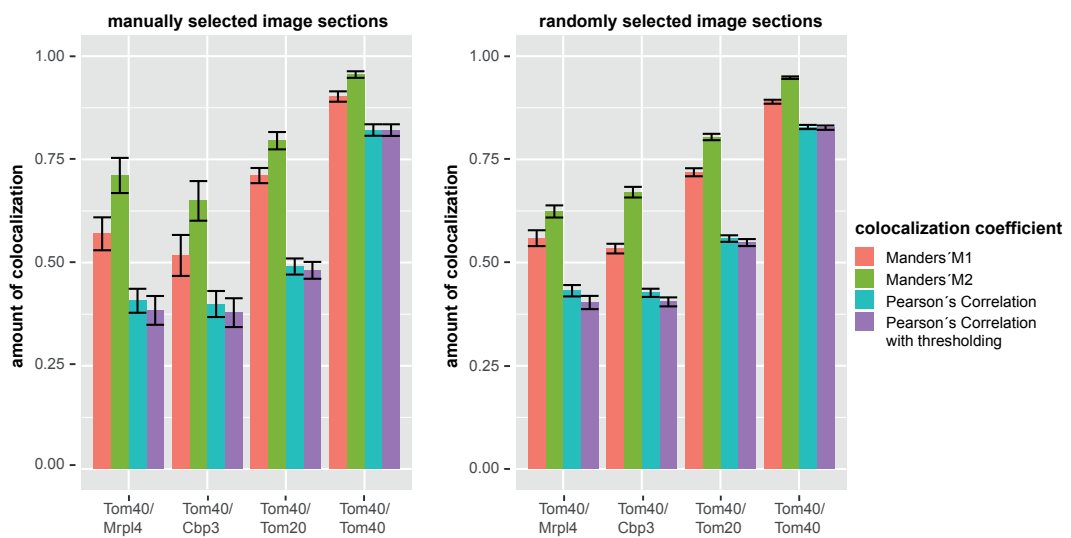 manually selected image sections
amount of colocalization
1.00
0.75
0.50
0.25
0.00
Tom40/
Mrpl4
Tom40/
Cbp3
Tom40/
Tom20
Tom40/
Tom40
randomly selected image sections
amount of colocalization
1.00
0.75
0.50
0.25
0.00
Tom40/
Mrpl4
Tom40/
Cbp3
Tom40/
Tom20
Tom40/
Tom40
colocalization coefficient
Manders´M1
Manders´M2
Pearson´s Correlation
Pearson´s Correlation
with thresholding